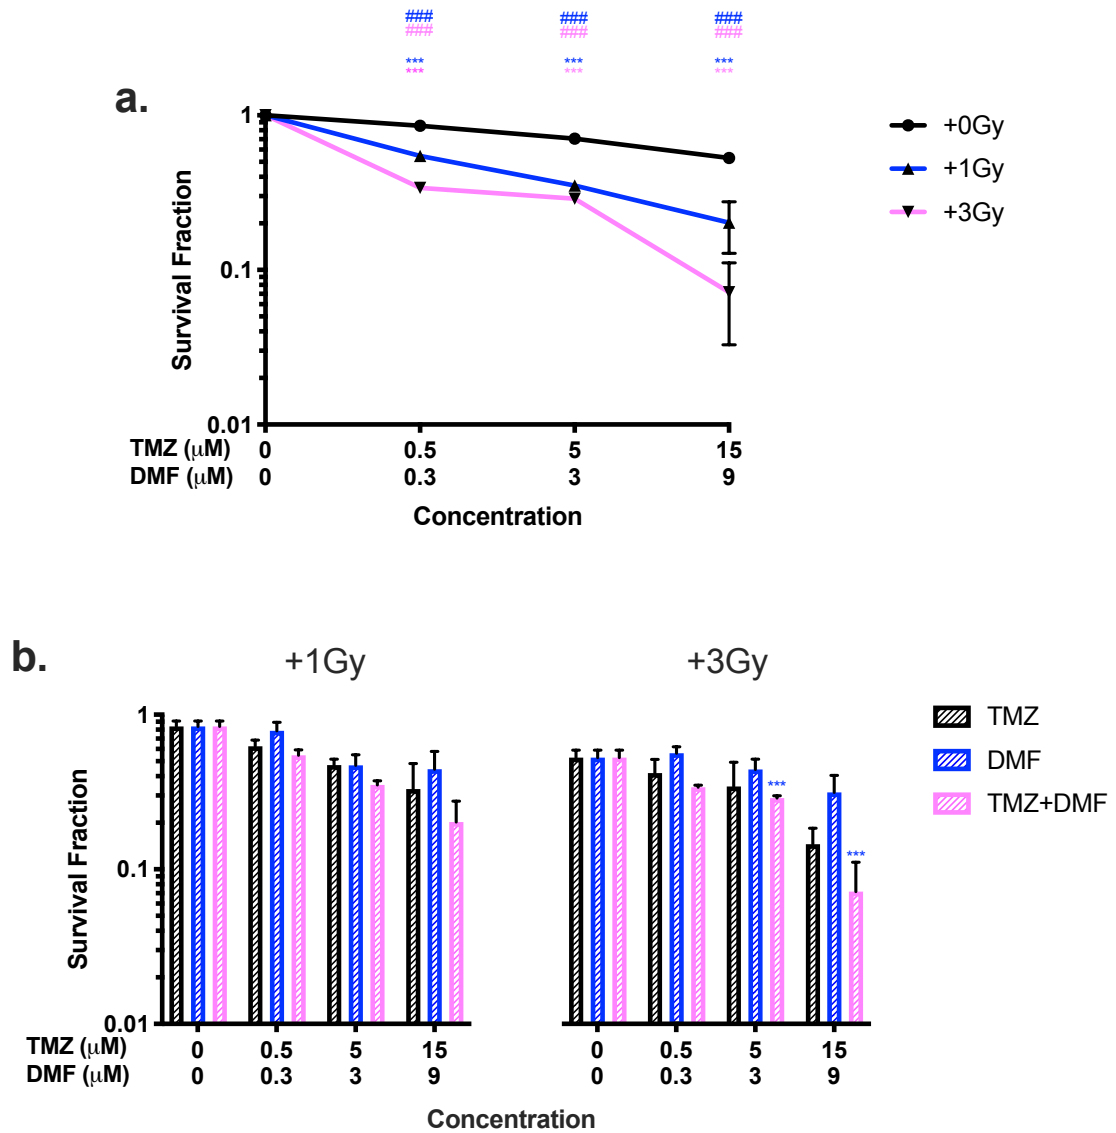 ### ### ###
### ### ###
*** *** ***
*** *** ***
a.
1
0.1
0.01
Survival Fraction
+0Gy
+1Gy
+3Gy
TMZ (μM) 0 0.5 5 15
DMF (μM) 0 0.3 3 9
Concentration
b.
+1Gy
+3Gy
1
0.1
0.01
Survival Fraction
***
***
TMZ
DMF
TMZ+DMF
TMZ (μM) 0 0.5 5 15 0 0.5 5 15
DMF (μM) 0 0.3 3 9 0 0.3 3 9
Concentration